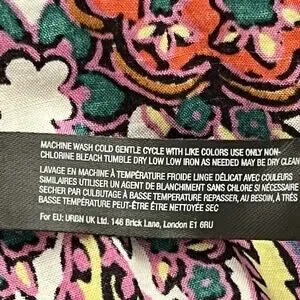 MACHINE WASH COLD GENTLE CYCLE WITH LIKE COLORS USE ONLY NON-
CHLORINE BLEACH TUMBLE DRY LOW LOW IRON AS NEEDED MAY BE DRY CLEAN
LAVAGE EN MACHINE À TEMPÉRATURE FROIDE LINGE DÉLICAT AVEC COULEURS
SIMILAIRES UTILISER UN AGENT DE BLANCHIMENT SANS CHLORE SI NÉCESSAIRE
SECHER PAR CULBUTAGE À BASSE TEMPERATURE REPASSER, AU BESOIN, À TRÈS
BASSE TEMPÉRATURE PEUT-ÊTRE ÊTRE NETTOYÉE SEC
For EU: URBN UK Ltd. 146 Brick Lane, London E1 6RU